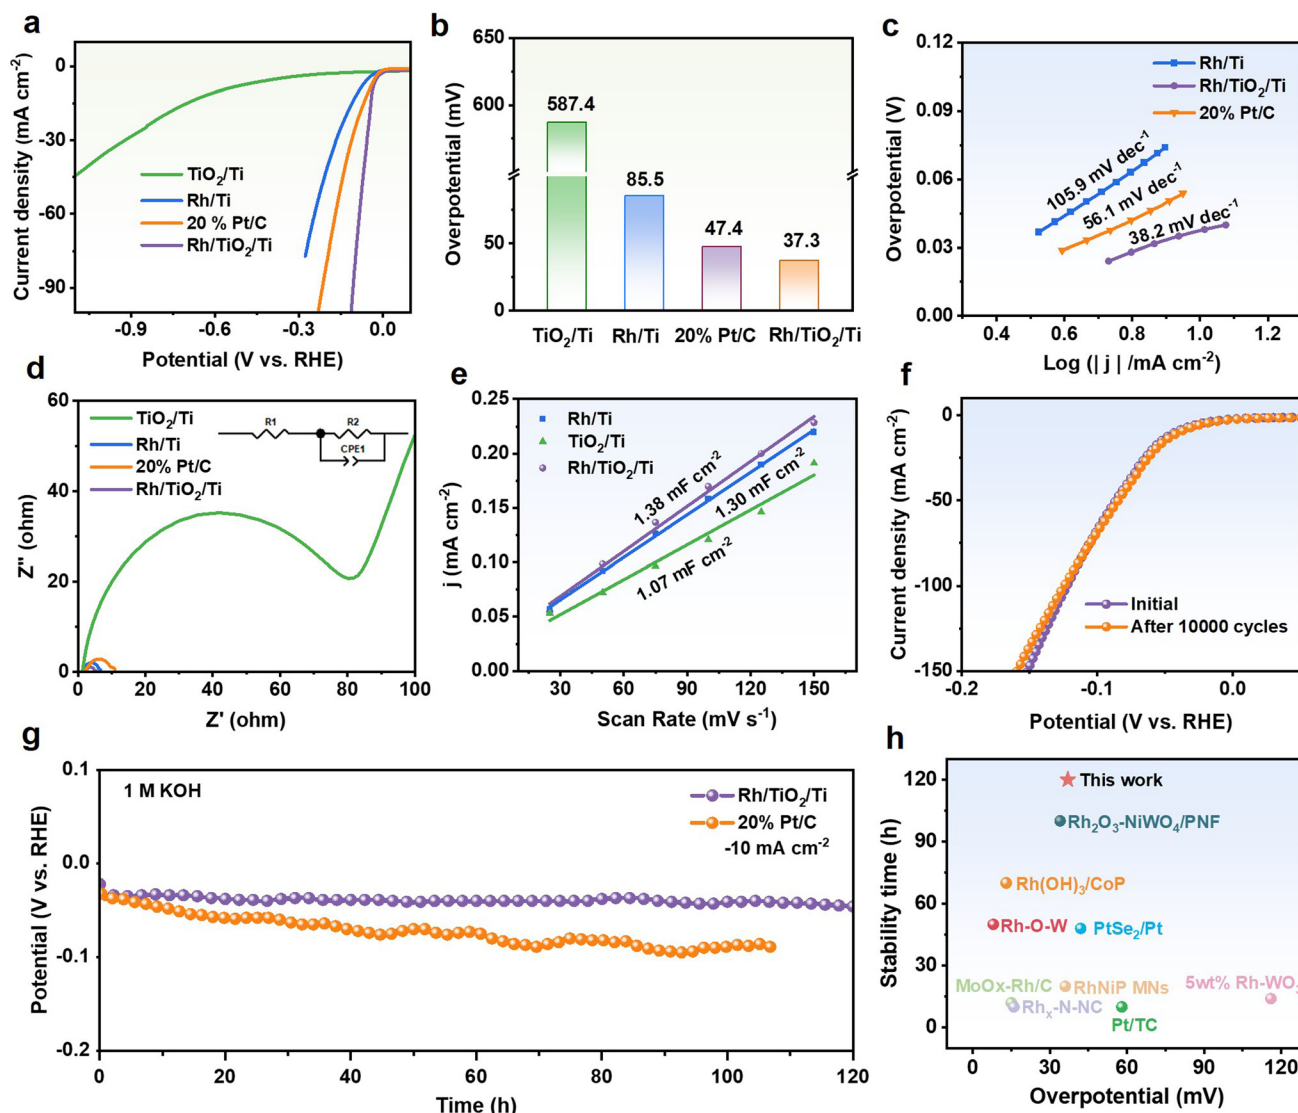 a
Current density (mA cm⁻²)
0
-30
-60
-90
TiO₂/Ti
Rh/Ti
20 % Pt/C
Rh/TiO₂/Ti
-0.9
-0.6
-0.3
0.0
Potential (V vs. RHE)
b
Overpotential (mV)
650
600
50
0
587.4
85.5
47.4
37.3
TiO₂/Ti
Rh/Ti
20% Pt/C
Rh/TiO₂/Ti
c
Overpotential (V)
0.12
0.09
0.06
0.03
0.00
Rh/Ti
Rh/TiO₂/Ti
20% Pt/C
105.9 mV dec⁻¹
56.1 mV dec⁻¹
38.2 mV dec⁻¹
0.4
0.6
0.8
1.0
1.2
Log (| j | /mA cm⁻²)
d
Z'' (ohm)
60
40
20
0
TiO₂/Ti
Rh/Ti
20% Pt/C
Rh/TiO₂/Ti
R1
R2
CPE1
0
20
40
60
80
100
Z' (ohm)
e
j (mA cm⁻²)
0.25
0.20
0.15
0.10
0.05
0.00
Rh/Ti
TiO₂/Ti
Rh/TiO₂/Ti
1.38 mF cm⁻²
1.30 mF cm⁻²
1.07 mF cm⁻²
30
60
90
120
150
Scan Rate (mV s⁻¹)
f
Current density (mA cm⁻²)
0
-50
-100
-150
Initial
After 10000 cycles
-0.2
-0.1
0.0
Potential (V vs. RHE)
g
Potential (V vs. RHE)
0.1
0.0
-0.1
-0.2
1 M KOH
Rh/TiO₂/Ti
20% Pt/C
-10 mA cm⁻²
0
20
40
60
80
100
120
Time (h)
h
Stability time (h)
120
90
60
30
0
This work
Rh₂O₃-NiWO₄/PNF
Rh(OH)₃/CoP
Rh-O-W
PtSe₂/Pt
MoOx-Rh/C
RhNiP MNs
5wt% Rh-WO₃
Rhₓ-N-NC
Pt/TC
0
30
60
90
120
Overpotential (mV)